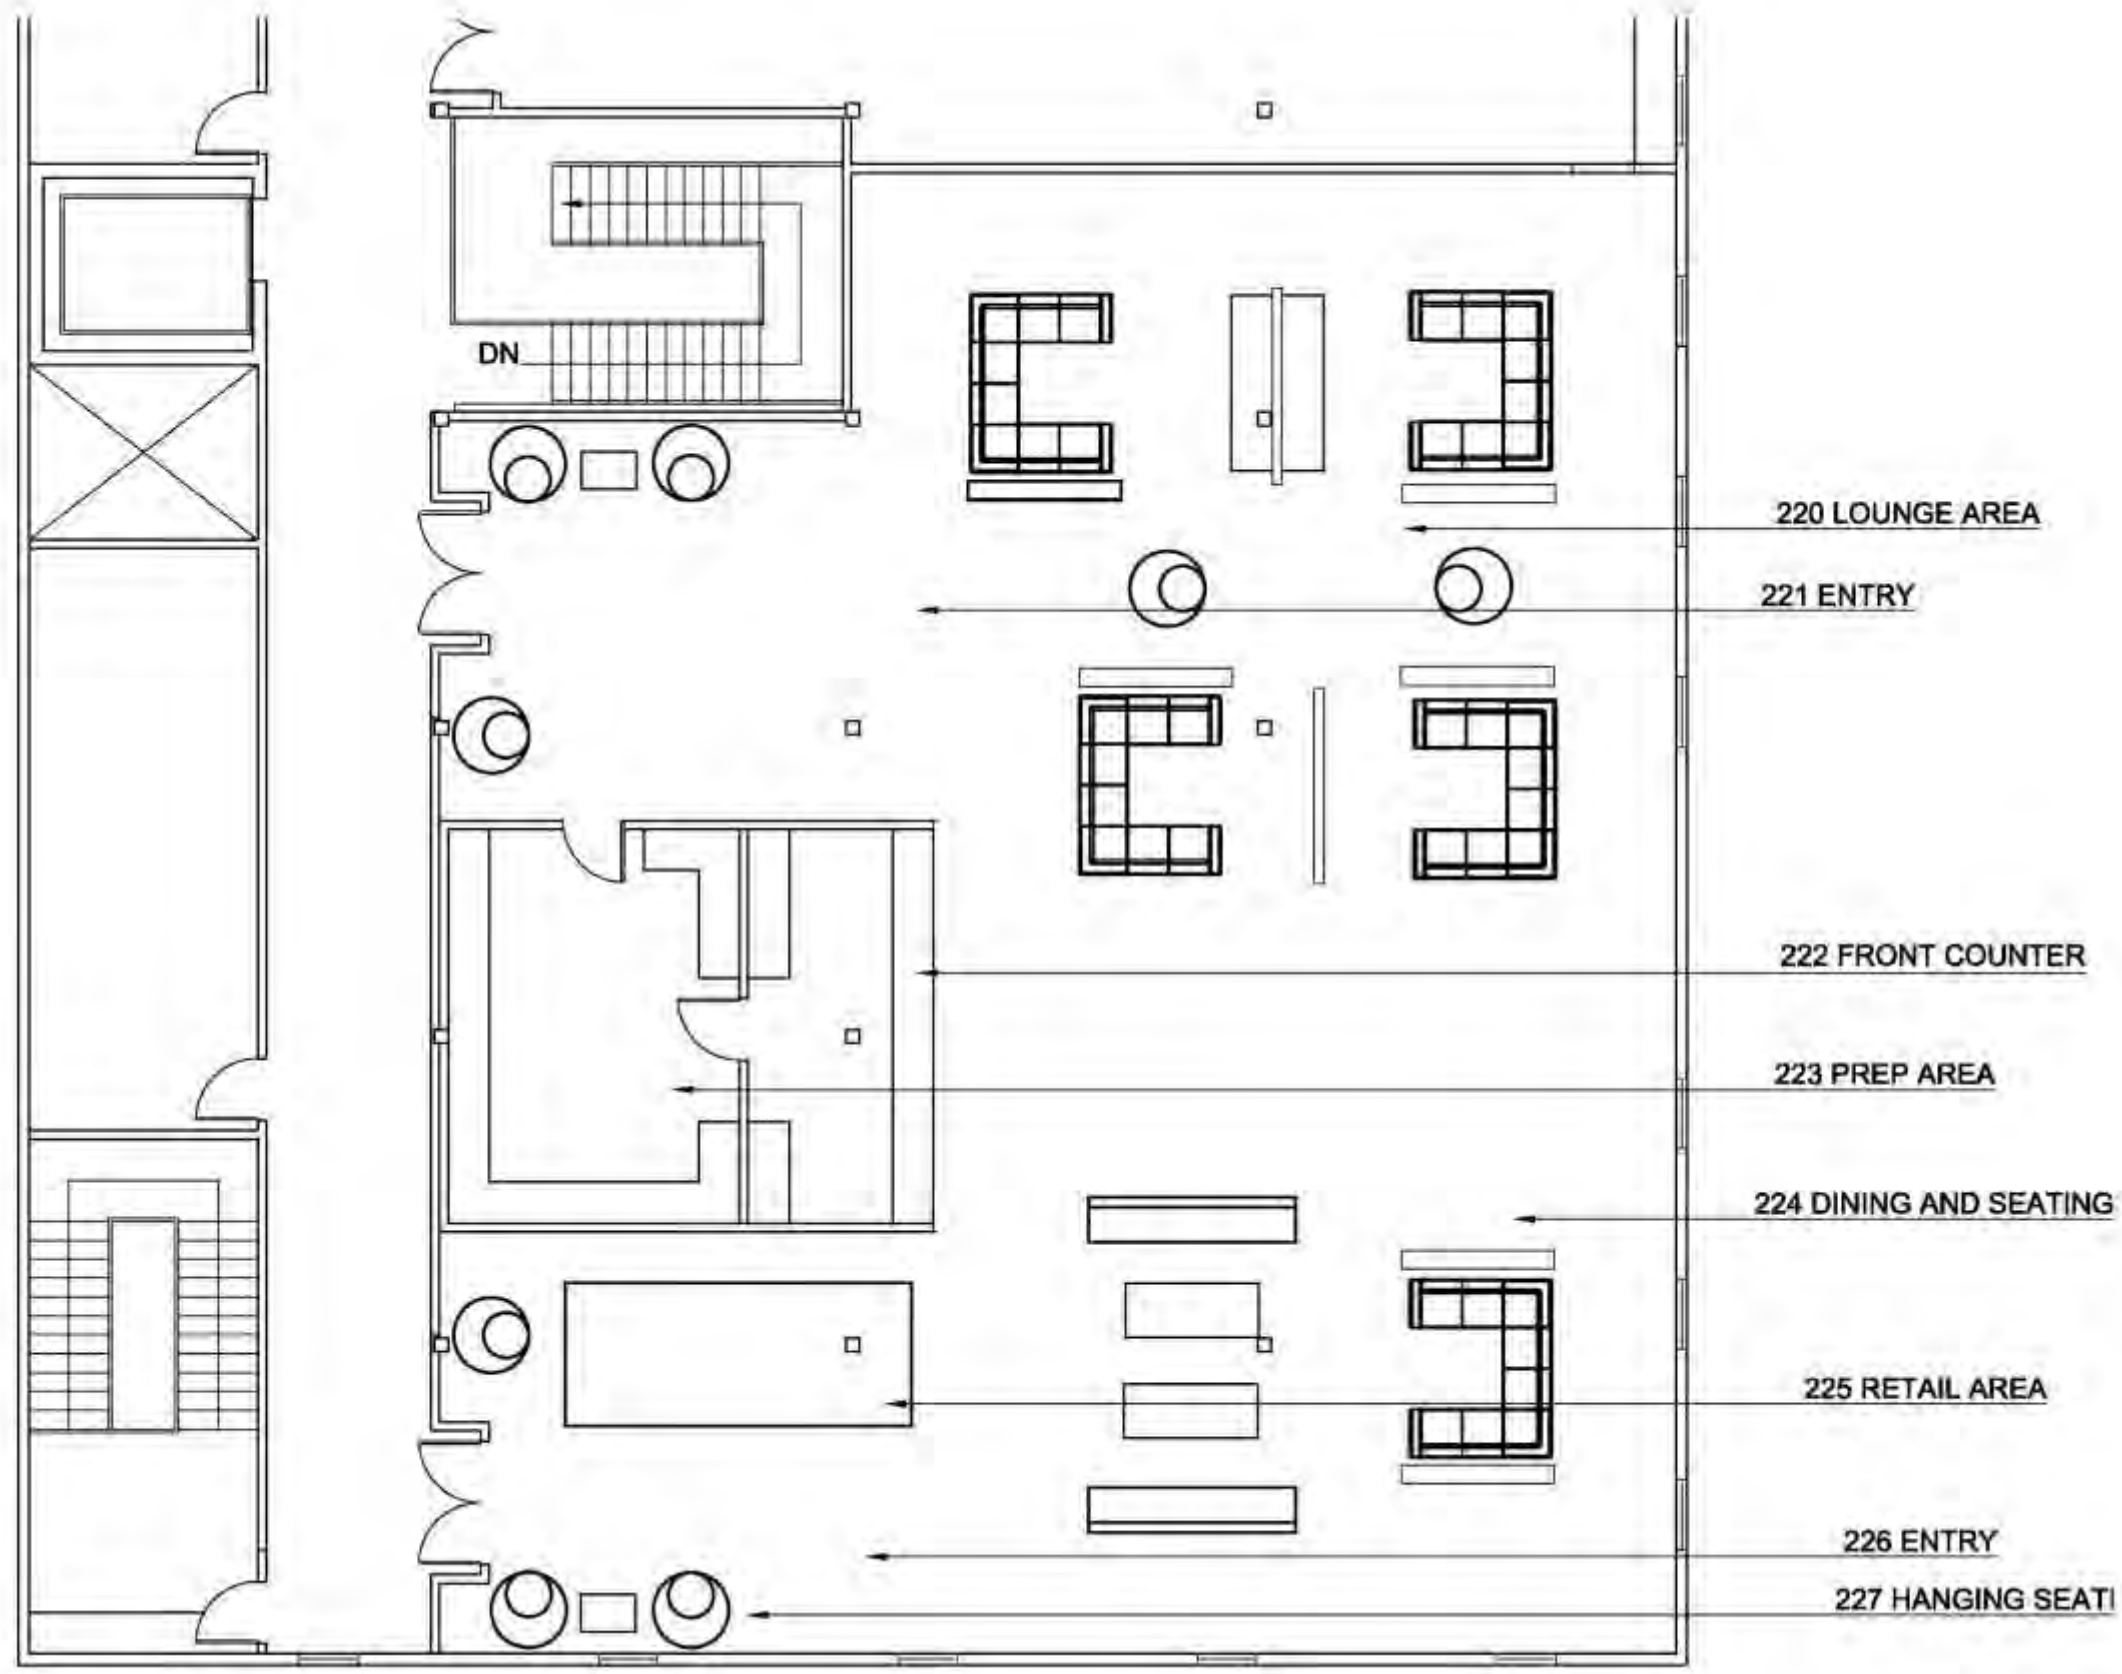 DN
220 LOUNGE AREA
221 ENTRY
222 FRONT COUNTER
223 PREP AREA
224 DINING AND SEATING
225 RETAIL AREA
226 ENTRY
227 HANGING SEATI